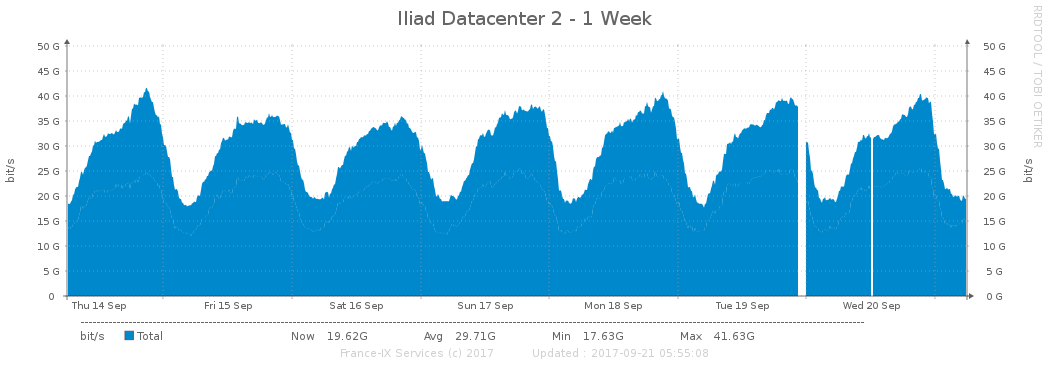 Iliad Datacenter 2 - 1 Week
RRDTOOL / TOBI OETIKER
50 G 50 G
45 G 45 G
40 G 40 G
35 G 35 G
30 G 30 G
25 G 25 G
20 G 20 G
15 G 15 G
10 G 10 G
5 G 5 G
0 0 G
bit/s bit/s
Thu 14 Sep Fri 15 Sep Sat 16 Sep Sun 17 Sep Mon 18 Sep Tue 19 Sep Wed 20 Sep
bit/s Total Now 19.62G Avg 29.71G Min 17.63G Max 41.63G
France-IX Services (c) 2017 Updated : 2017-09-21 05:55:08